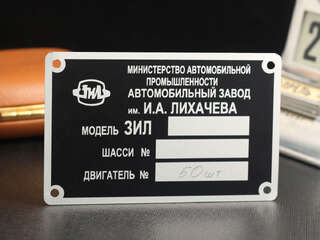 ЗИЛ
МИНИСТЕРСТВО АВТОМОБИЛЬНОЙ
ПРОМЫШЛЕННОСТИ
АВТОМОБИЛЬНЫЙ ЗАВОД
им. И.А. ЛИХАЧЕВА
МОДЕЛЬ ЗИЛ
ШАССИ №
ДВИГАТЕЛЬ № 50 шт